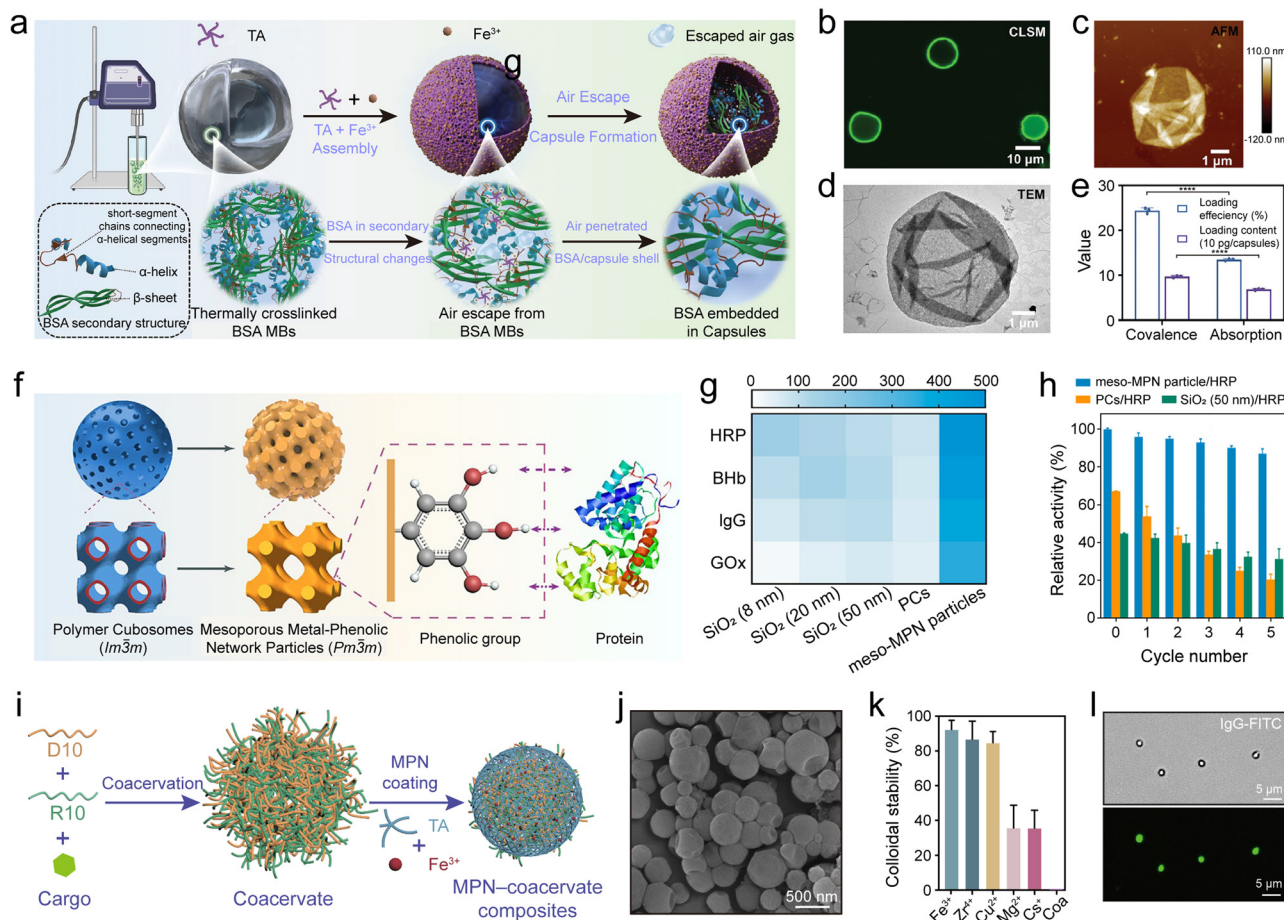 a
TA
Fe³⁺
Escaped air gas
g
TA + Fe³⁺
Assembly
Air Escape
Capsule Formation
short-segment
chains connecting
α-helical segments
α-helix
β-sheet
BSA secondary structure
BSA in secondary
Structural changes
Air penetrated
BSA/capsule shell
Thermally crosslinked
BSA MBs
Air escape from
BSA MBs
BSA embedded
in Capsules
b
CLSM
10 μm
c
AFM
1 μm
110.0 nm
-120.0 nm
d
TEM
1 μm
e
Value
30
20
10
0
****
Loading
effeciency (%)
Loading content
(10 pg/capsules)
****
Covalence
Absorption
f
Polymer Cubosomes
(Im3̄m)
Mesoporous Metal-Phenolic
Network Particles (Pm3̄m)
Phenolic group
Protein
g
0 100 200 300 400 500
HRP
BHb
IgG
GOx
SiO₂ (8 nm)
SiO₂ (20 nm)
SiO₂ (50 nm)
PCs
meso-MPN particles
h
meso-MPN particle/HRP
PCs/HRP
SiO₂ (50 nm)/HRP
Relative activity (%)
100
80
60
40
20
0
0 1 2 3 4 5
Cycle number
i
D10
+
R10
+
Cargo
Coacervation
Coacervate
MPN
coating
TA
+
Fe³⁺
MPN–coacervate
composites
j
500 nm
k
Colloidal stability (%)
100
80
60
40
20
0
Fe³⁺
Zr⁴⁺
Cu²⁺
Mg²⁺
Cs⁺
Coa
l
IgG-FITC
5 μm
5 μm